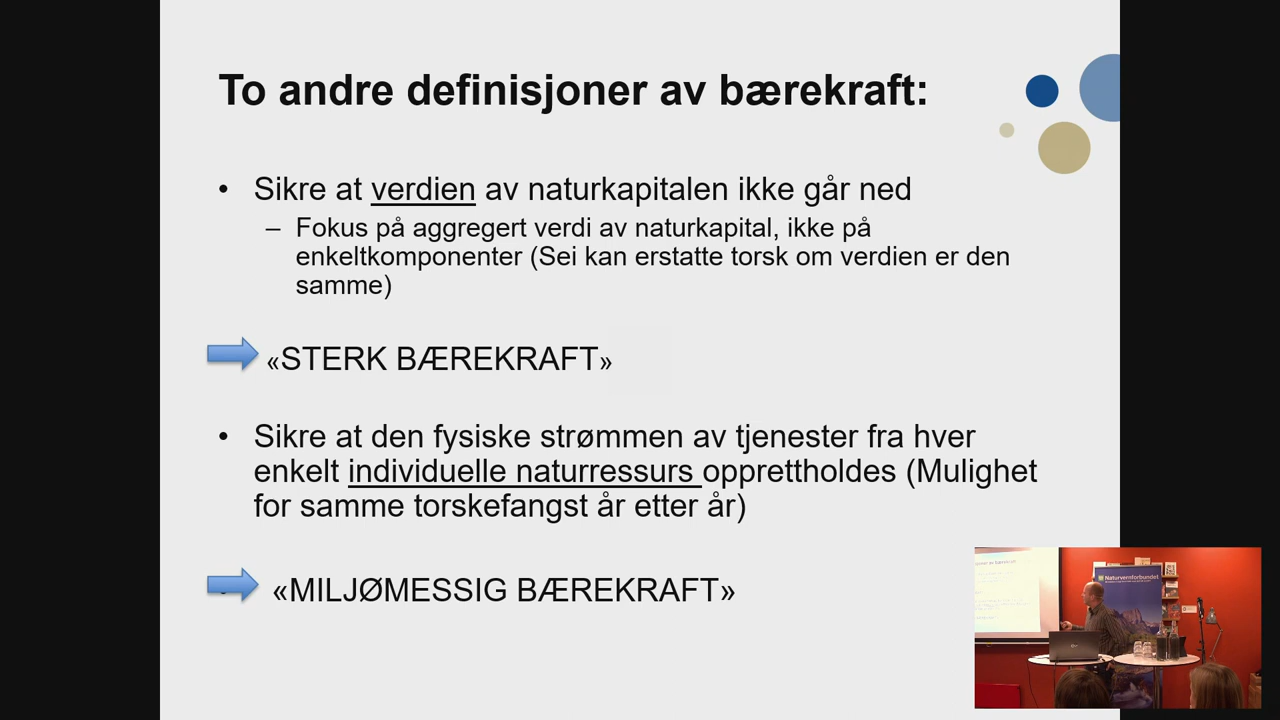 To andre definisjoner av bærekraft:
• Sikre at verdien av naturkapitalen ikke går ned
– Fokus på aggregert verdi av naturkapital, ikke på
enkeltkomponenter (Sei kan erstatte torsk om verdien er den
samme)
«STERK BÆREKRAFT»
• Sikre at den fysiske strømmen av tjenester fra hver
enkelt individuelle naturressurs opprettholdes (Mulighet
for samme torskefangst år etter år)
«MILJØMESSIG BÆREKRAFT»
Naturvernforbundet